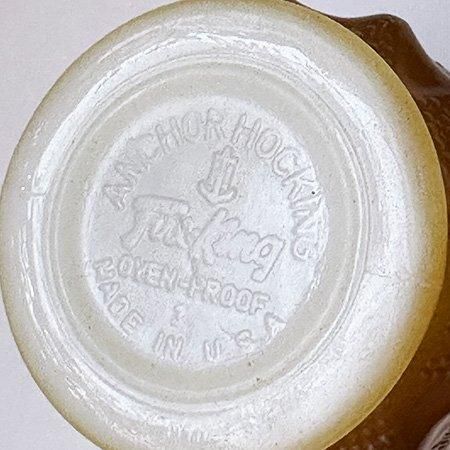 ANCHOR HOCKING
Fire King
OVEN-PROOF
1
MADE IN U.S.A